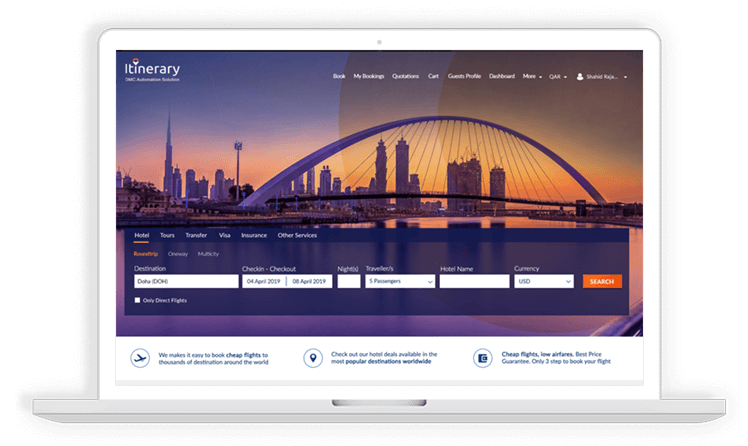 Itinerary
DMC Automation Solution
Book My Bookings Quotations Cart Guests Profile Dashboard More QAR Shahid Raja...
Hotel Tours Transfer Visa Insurance Other Services
Roundtrip Oneway Multicity
Destination Checkin - Checkout Night(s) Traveller/s Hotel Name Currency
Doha (DOH) 04 April 2019 08 April 2019 5 Passengers USD SEARCH
Only Direct Flights
We makes it easy to book cheap flights to
thousands of destination around the world
Check out our hotel deals available in the
most popular destinations worldwide
Cheap flights, low airfares. Best Price
Guarantee. Only 3 step to book your flight